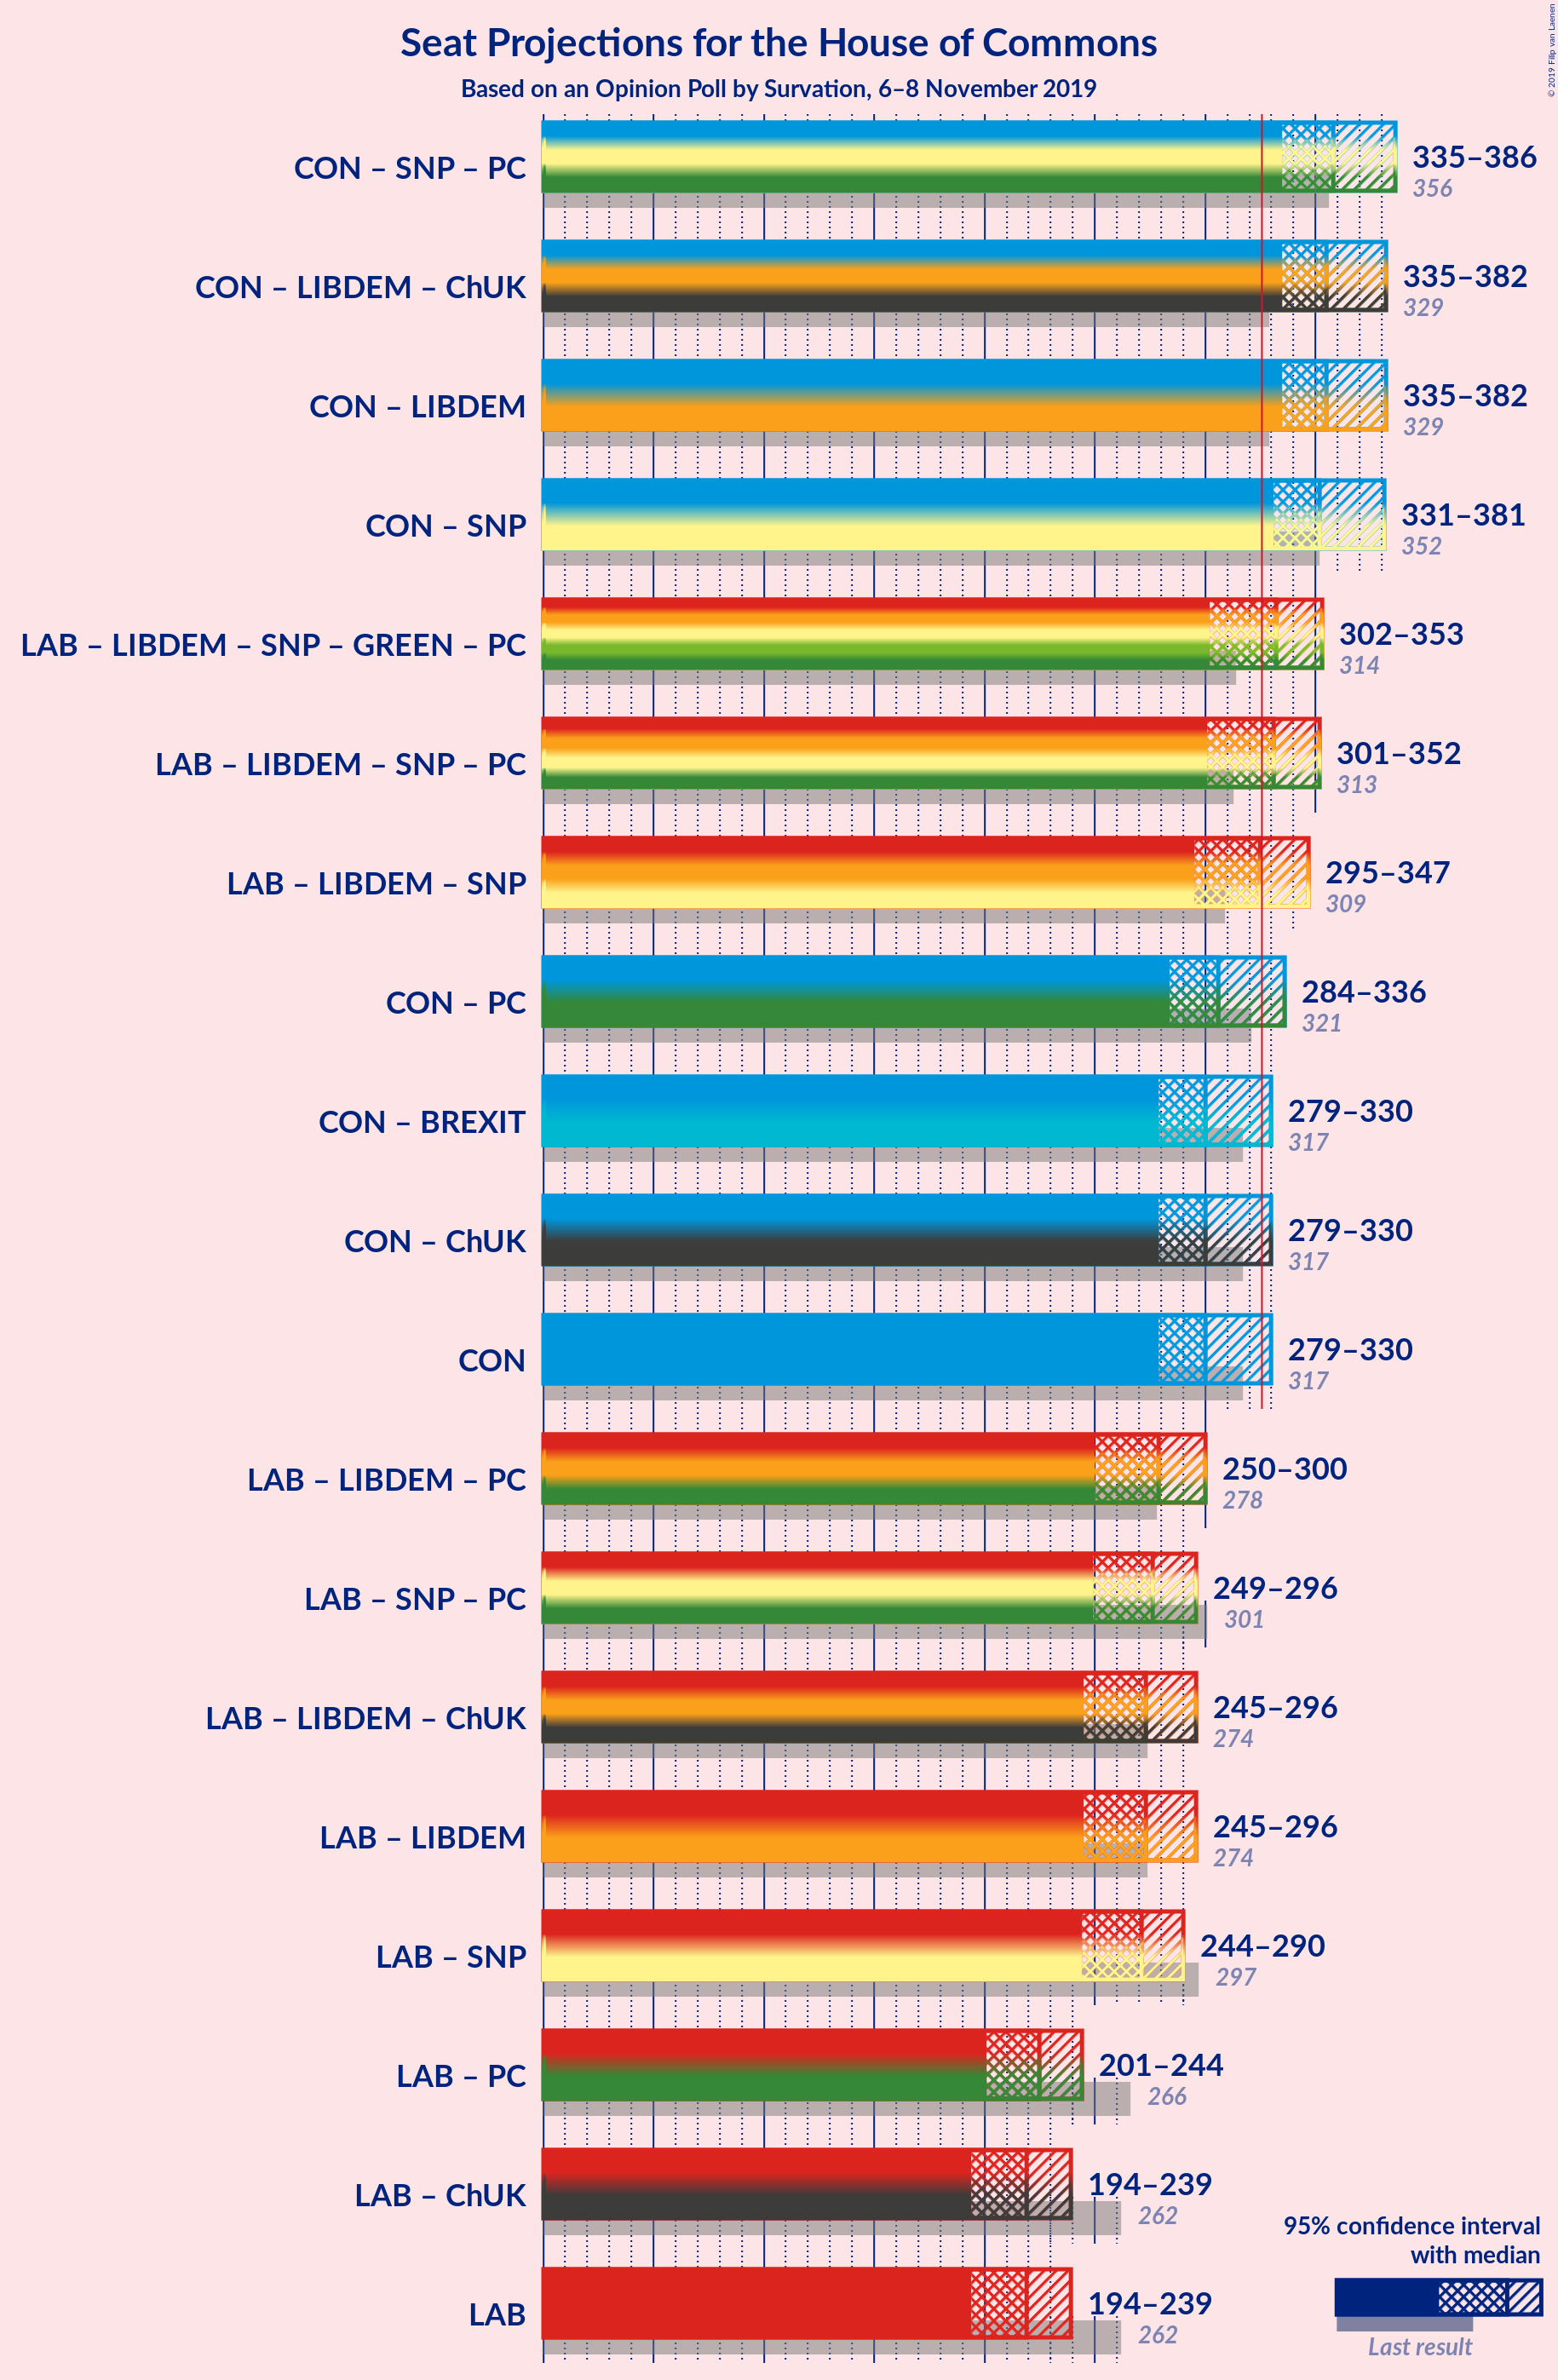 © 2019 Filip van Laenen
Seat Projections for the House of Commons
Based on an Opinion Poll by Survation, 6–8 November 2019
CON – SNP – PC
335–386
356
CON – LIBDEM – ChUK
335–382
329
CON – LIBDEM
335–382
329
CON – SNP
331–381
352
LAB – LIBDEM – SNP – GREEN – PC
302–353
314
LAB – LIBDEM – SNP – PC
301–352
313
LAB – LIBDEM – SNP
295–347
309
CON – PC
284–336
321
CON – BREXIT
279–330
317
CON – ChUK
279–330
317
CON
279–330
317
LAB – LIBDEM – PC
250–300
278
LAB – SNP – PC
249–296
301
LAB – LIBDEM – ChUK
245–296
274
LAB – LIBDEM
245–296
274
LAB – SNP
244–290
297
LAB – PC
201–244
266
LAB – ChUK
194–239
262
LAB
194–239
262
95% confidence interval
with median
Last result